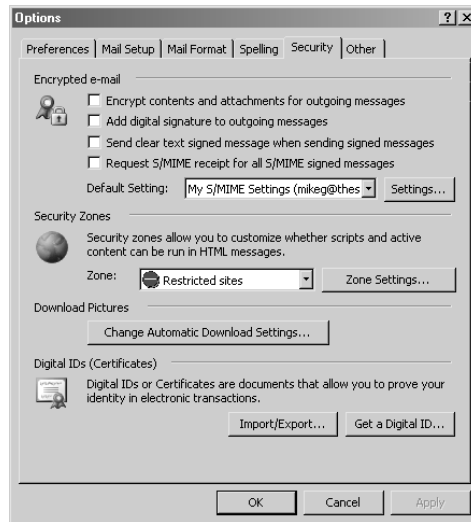 Options
Preferences Mail Setup Mail Format Spelling Security Other
Encrypted e-mail
Encrypt contents and attachments for outgoing messages
Add digital signature to outgoing messages
Send clear text signed message when sending signed messages
Request S/MIME receipt for all S/MIME signed messages
Default Setting: My S/MIME Settings (mikeg@thes Settings...
Security Zones
Security zones allow you to customize whether scripts and active
content can be run in HTML messages.
Zone: Restricted sites Zone Settings...
Download Pictures
Change Automatic Download Settings...
Digital IDs (Certificates)
Digital IDs or Certificates are documents that allow you to prove your
identity in electronic transactions.
Import/Export... Get a Digital ID...
OK Cancel Apply